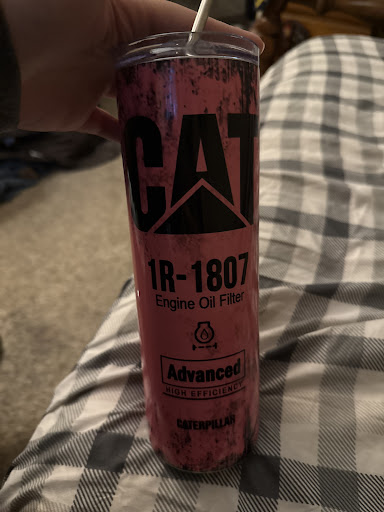 CAT
1R-1807
Engine Oil Filter
Advanced
HIGH EFFICIENCY
CATERPILLAR